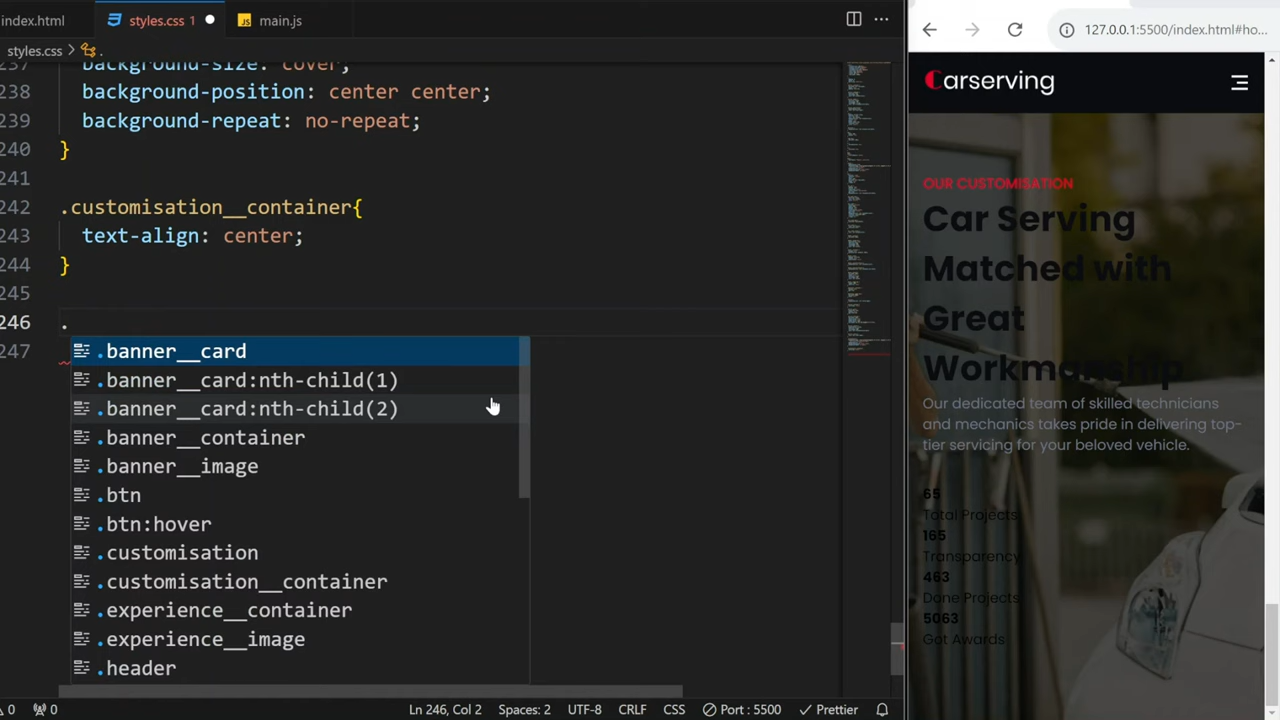 index.html
styles.css 1
main.js
127.0.0.1:5500/index.html#ho...
styles.css > .
237 background-size: cover;
238 background-position: center center;
239 background-repeat: no-repeat;
240 }
241
242 .customisation__container{
243 text-align: center;
244 }
245
246 .
247
.banner__card
.banner__card:nth-child(1)
.banner__card:nth-child(2)
.banner__container
.banner__image
.btn
.btn:hover
.customisation
.customisation__container
.experience__container
.experience__image
.header
0 0 Ln 246, Col 2 Spaces: 2 UTF-8 CRLF CSS Port : 5500 Prettier
Carserving
OUR CUSTOMISATION
Car Serving
Matched with
Great
Workmanship
Our dedicated team of skilled technicians
and mechanics takes pride in delivering top-
tier servicing for your beloved vehicle.
65
Total Projects
165
Transparency
463
Done Projects
5063
Got Awards